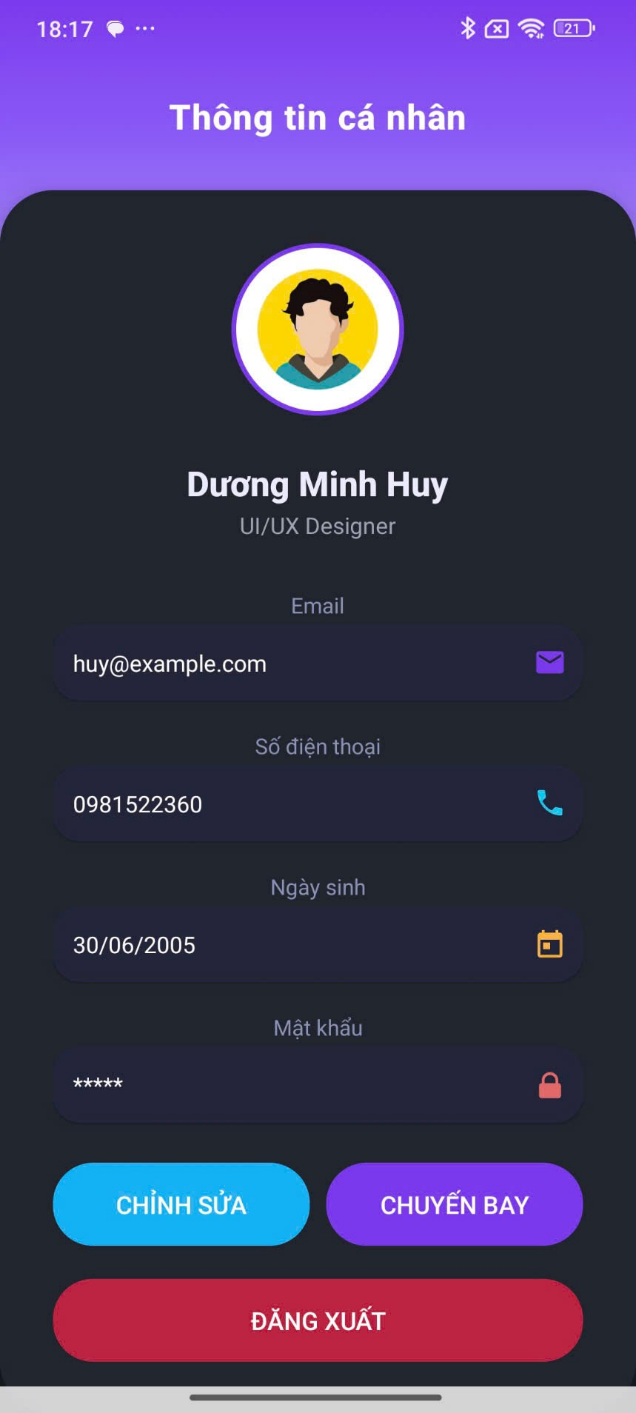 18:17
21
Thông tin cá nhân
Dương Minh Huy
UI/UX Designer
Email
huy@example.com
Số điện thoại
0981522360
Ngày sinh
30/06/2005
Mật khẩu
*****
CHỈNH SỬA
CHUYẾN BAY
ĐĂNG XUẤT